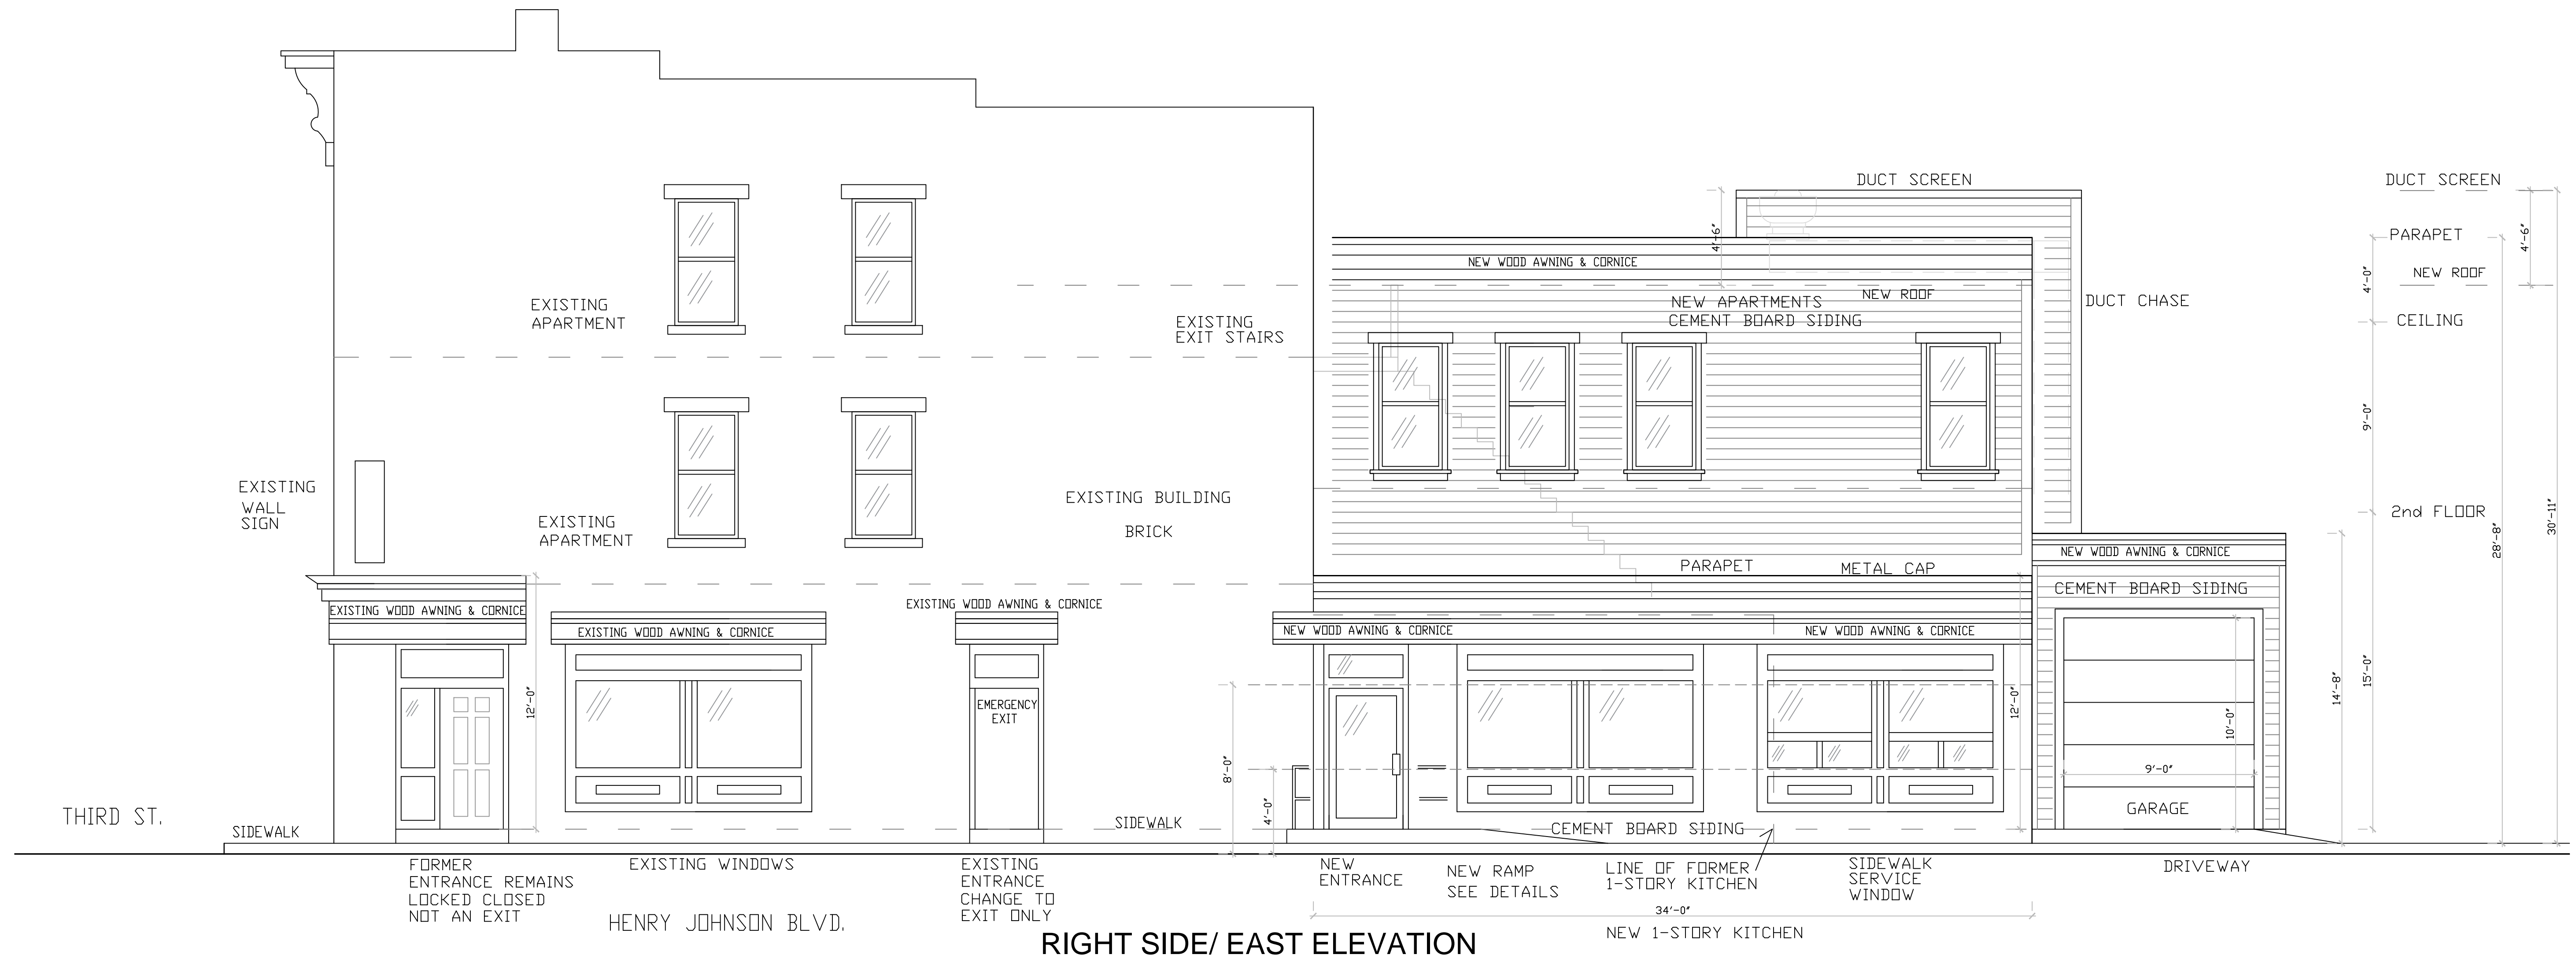 DUCT SCREEN
DUCT SCREEN
4'-6"
4'-6"
PARAPET
NEW WOOD AWNING & CORNICE
NEW ROOF
4'-0"
NEW APARTMENTS
NEW ROOF
CEMENT BOARD SIDING
DUCT CHASE
CEILING
EXISTING
APARTMENT
EXISTING
EXIT STAIRS
9'-0"
EXISTING
WALL
SIGN
EXISTING BUILDING
BRICK
EXISTING
APARTMENT
2nd FLOOR
28'-8"
30'-11"
NEW WOOD AWNING & CORNICE
PARAPET
METAL CAP
CEMENT BOARD SIDING
EXISTING WOOD AWNING & CORNICE
EXISTING WOOD AWNING & CORNICE
EXISTING WOOD AWNING & CORNICE
NEW WOOD AWNING & CORNICE
NEW WOOD AWNING & CORNICE
12'-0"
EMERGENCY
EXIT
8'-0"
4'-0"
12'-0"
10'-0"
9'-0"
14'-8"
15'-0"
GARAGE
THIRD ST.
SIDEWALK
SIDEWALK
CEMENT BOARD SIDING
FORMER
ENTRANCE REMAINS
LOCKED CLOSED
NOT AN EXIT
EXISTING WINDOWS
EXISTING
ENTRANCE
CHANGE TO
EXIT ONLY
NEW
ENTRANCE
NEW RAMP
SEE DETAILS
LINE OF FORMER
1-STORY KITCHEN
SIDEWALK
SERVICE
WINDOW
DRIVEWAY
HENRY JOHNSON BLVD.
34'-0"
NEW 1-STORY KITCHEN
RIGHT SIDE/ EAST ELEVATION